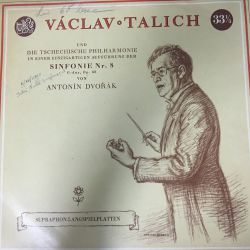 VÁCLAV • TALICH
33⅓
UND
DIE TSCHECHISCHE PHILHARMONIE
IN EINER EINZIGARTIGEN AUFFÜHRUNG DER
SINFONIE Nr. 8
G-dur, Op. 88
VON
ANTONÍN DVOŘÁK
SUPRAPHON-LANGSPIELPLATTEN